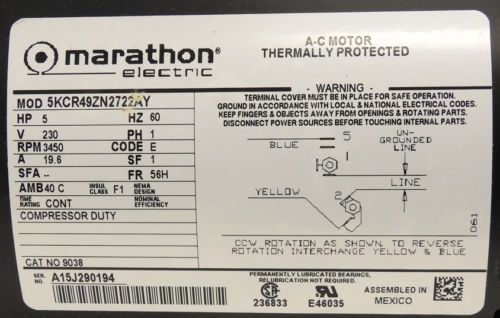 marathon®
electric
A-C MOTOR
THERMALLY PROTECTED
MOD 5KCR49ZN2722AY
HP 5 HZ 60
V 230 PH 1
RPM 3450 CODE E
A 19.6 SF 1
SFA .. FR 56H
AMB 40 C INSUL CLASS F1 NEMA DESIGN
TIME RATING CONT NOMINAL EFFICIENCY
COMPRESSOR DUTY
CAT NO 9038
SER. NO. A15J290194
WARNING
TERMINAL COVER MUST BE IN PLACE FOR SAFE OPERATION.
GROUND IN ACCORDANCE WITH LOCAL & NATIONAL ELECTRICAL CODES.
KEEP FINGERS & OBJECTS AWAY FROM OPENINGS & ROTATING PARTS.
DISCONNECT POWER SOURCES BEFORE TOUCHING INTERNAL PARTS.
BLUE 5 UN-
GROUNDED
LINE
1
LINE
YELLOW 2
061
CCW ROTATION AS SHOWN TO REVERSE
ROTATION INTERCHANGE YELLOW & BLUE
PERMANENTLY LUBRICATED BEARINGS,
RELUBRICATION NOT REQUIRED.
236833 E46035
ASSEMBLED IN
MEXICO